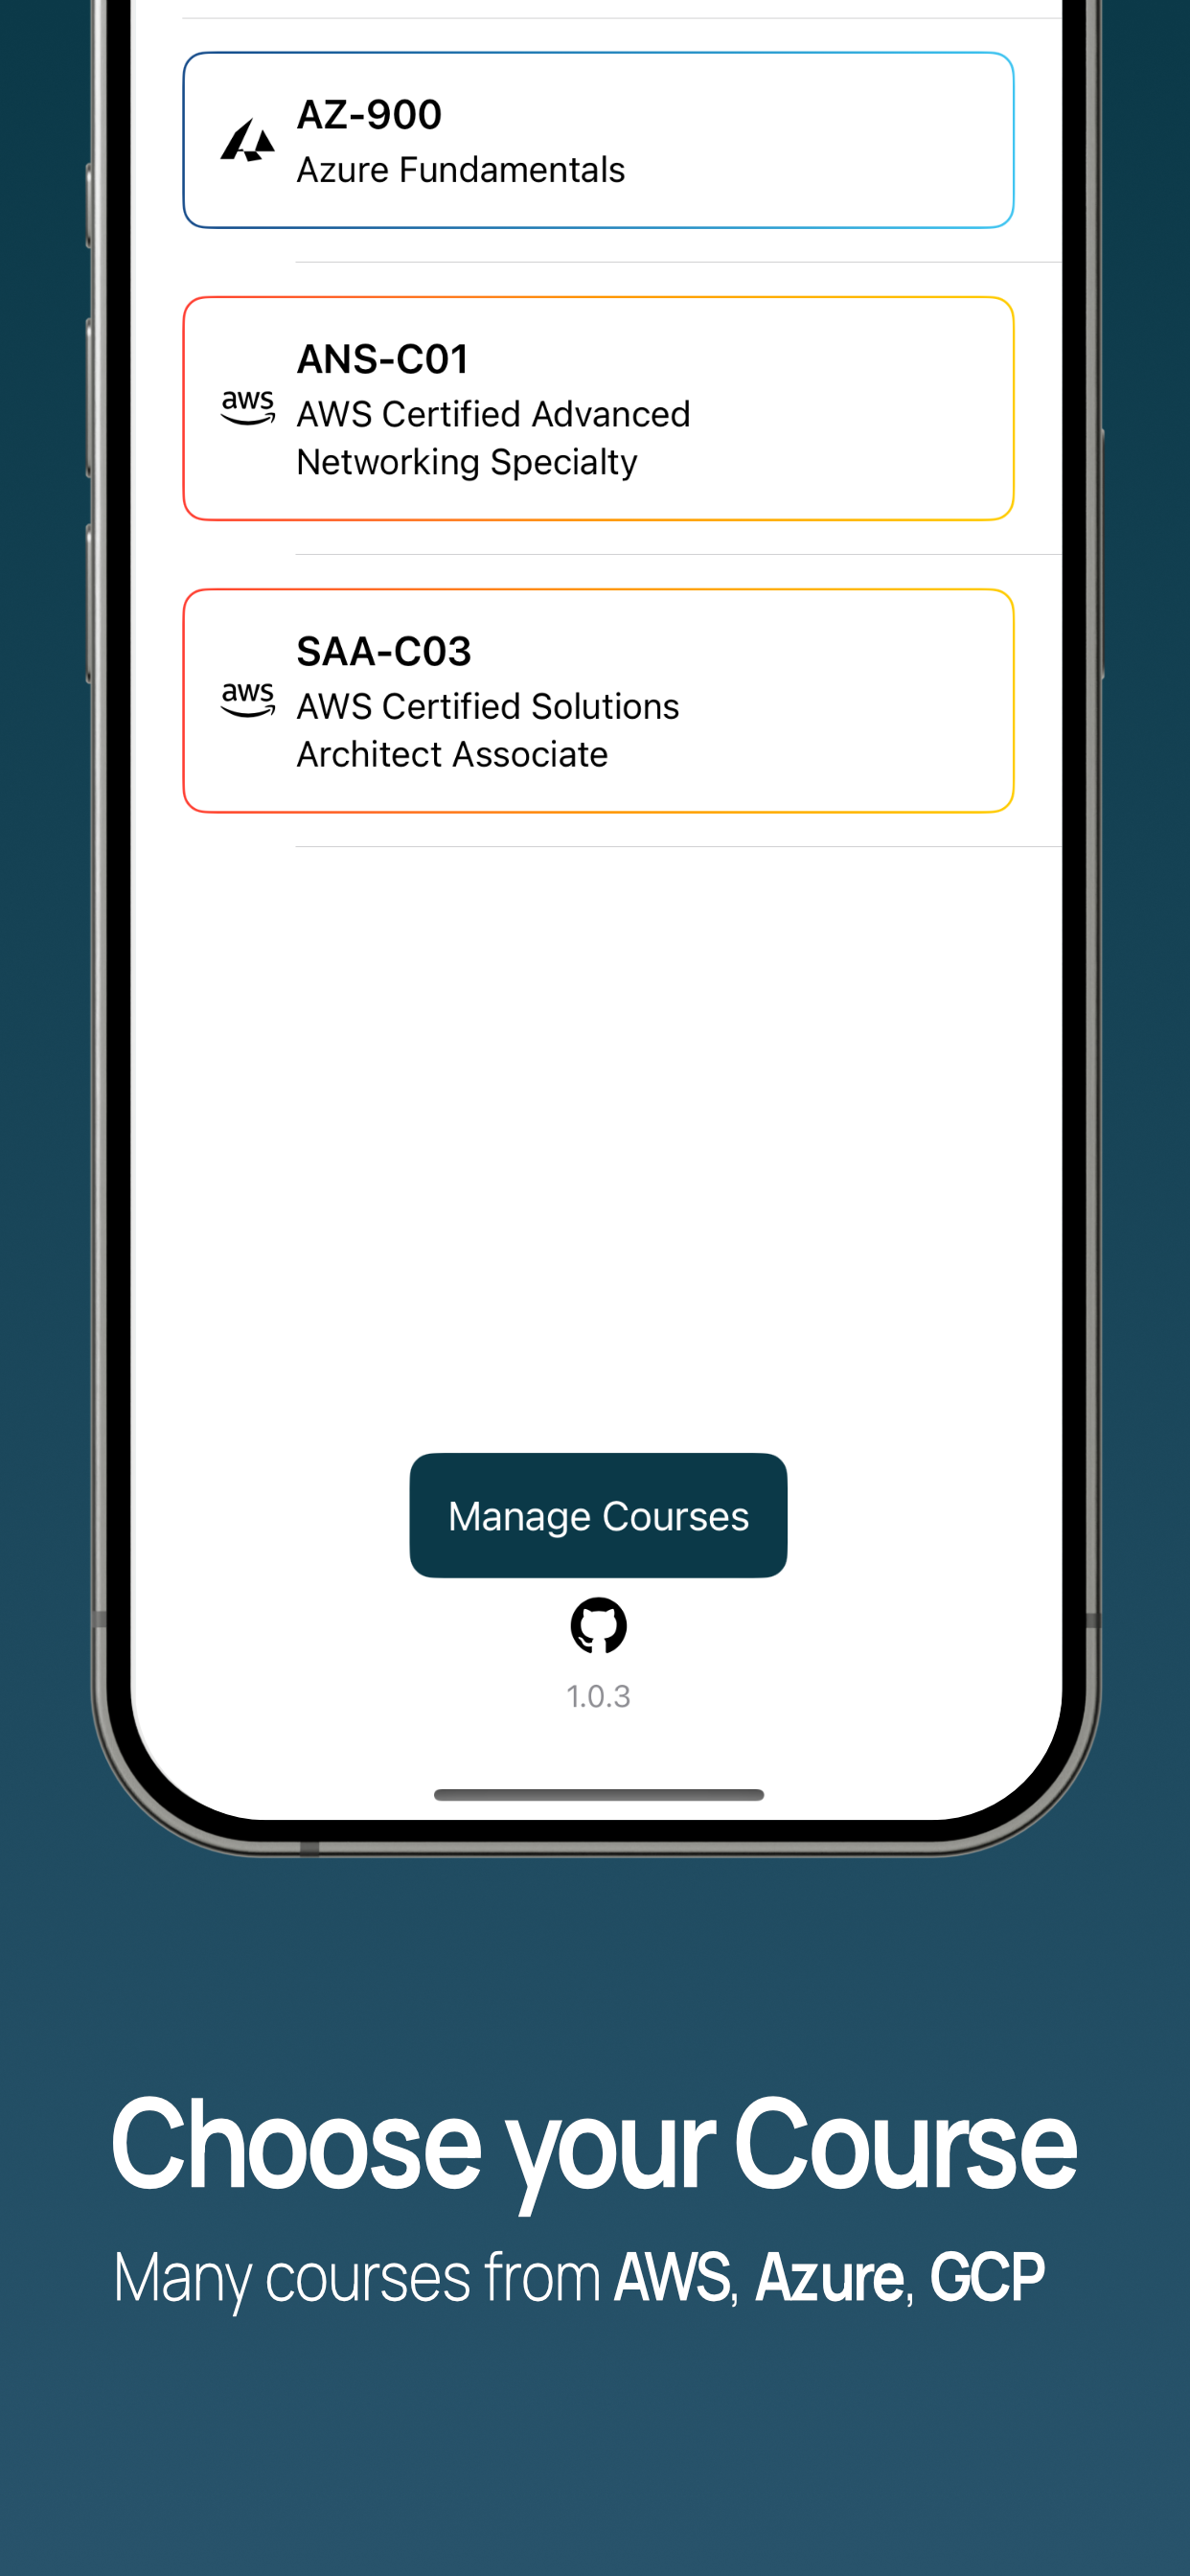 AZ-900
Azure Fundamentals
ANS-C01
aws
AWS Certified Advanced
Networking Specialty
SAA-C03
aws
AWS Certified Solutions
Architect Associate
Manage Courses
1.0.3
Choose your Course
Many courses from AWS, Azure, GCP